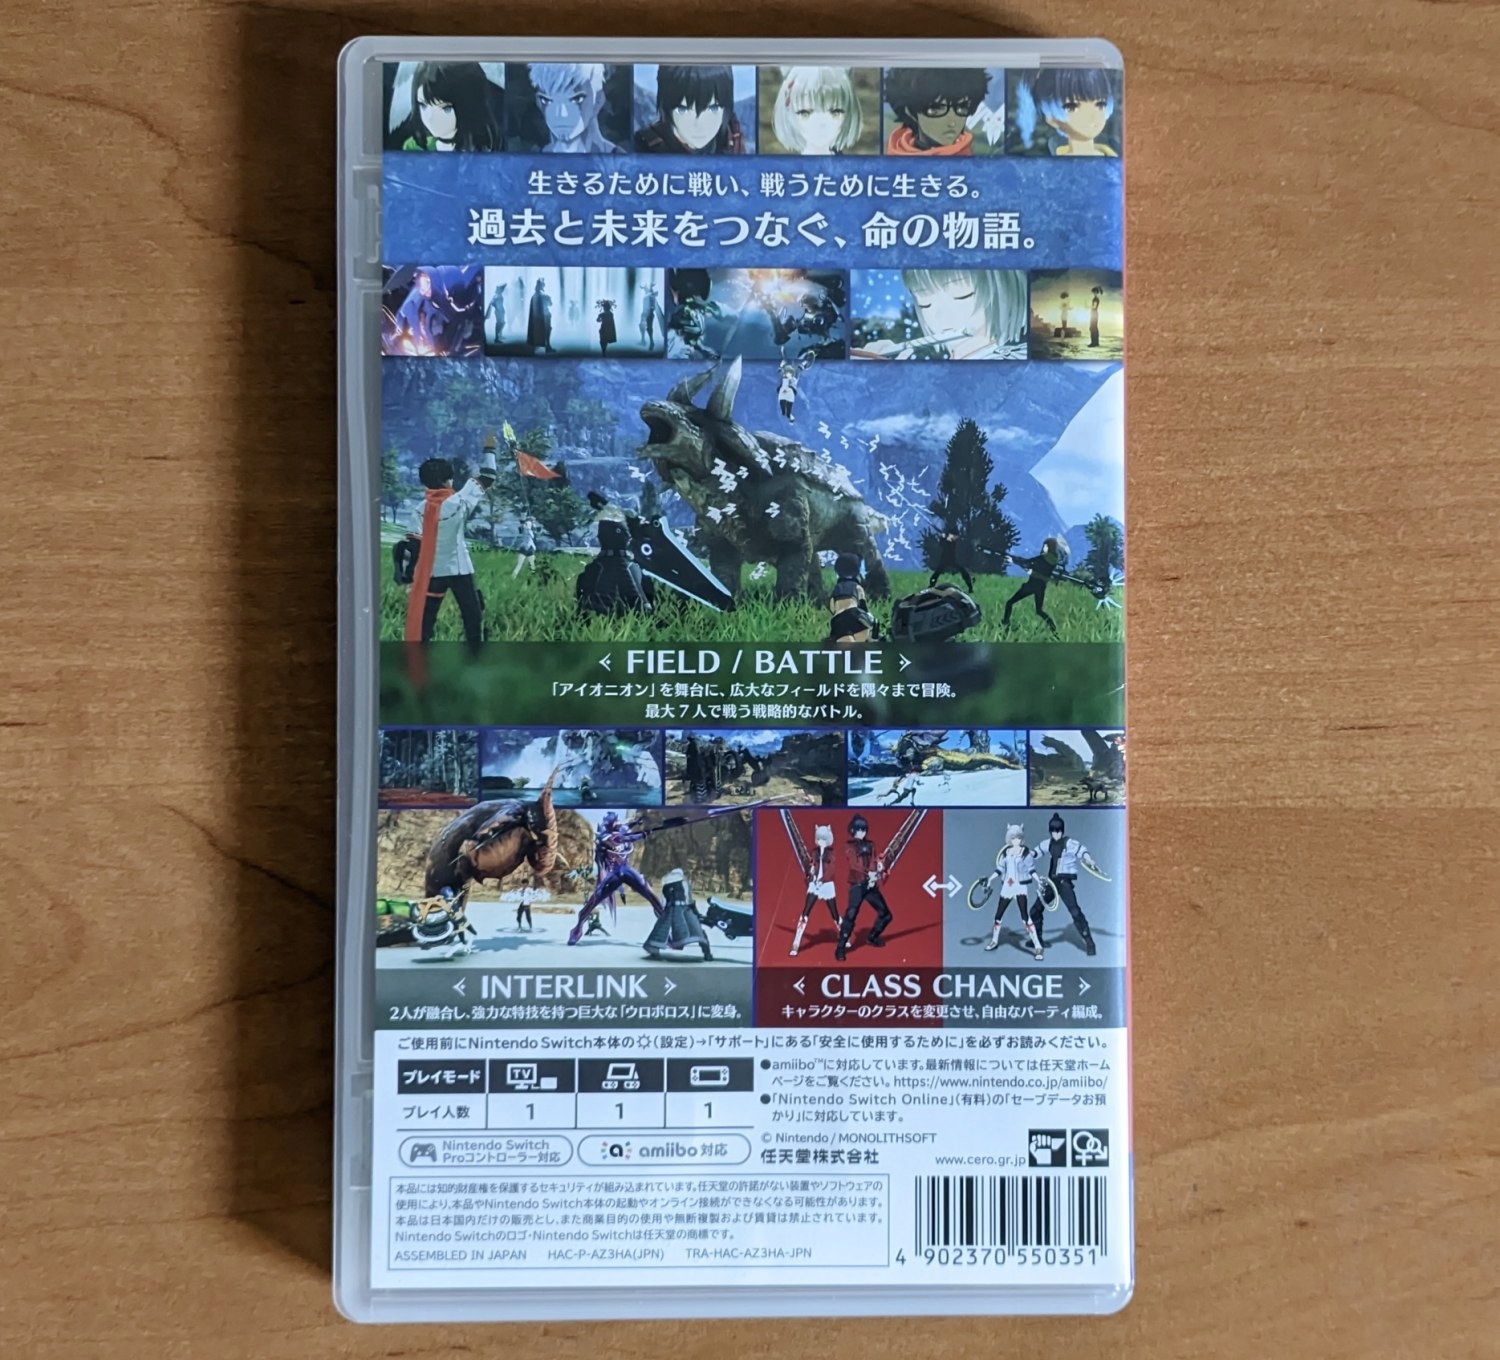 生きるために戦い、戦うために生きる。
過去と未来をつなぐ、命の物語。
FIELD / BATTLE
「アイオニオン」を舞台に、広大なフィールドを隅々まで冒険。
最大7人で戦う戦略的なバトル。
INTERLINK
2人が融合し、強力な特技を持つ巨大な「ウロボロス」に変身。
CLASS CHANGE
キャラクターのクラスを変更させ、自由なパーティ編成。
ご使用前にNintendo Switch本体の(設定)→「サポート」にある「安全に使用するために」を必ずお読みください。
プレイモード TV
プレイ人数 1 1 1
●amiibo™に対応しています。最新情報については任天堂ホーム
ページをご覧ください。https://www.nintendo.co.jp/amiibo/
●「Nintendo Switch Online」(有料)の「セーブデータお預
かり」に対応しています。
Nintendo Switch
Proコントローラー対応
amiibo 対応
© Nintendo / MONOLITHSOFT
任天堂株式会社
www.cero.gr.jp
本品には知的財産権を保護するセキュリティが組み込まれています。任天堂の許諾がない装置やソフトウェアの
使用により、本品やNintendo Switch本体の起動やオンライン接続ができなくなる可能性があります。
本品は日本国内だけの販売とし、また商業目的の使用や無断複製および賃貸は禁止されています。
Nintendo Switchのロゴ・Nintendo Switchは任天堂の商標です。
ASSEMBLED IN JAPAN HAC-P-AZ3HA(JPN) TRA-HAC-AZ3HA-JPN
4 902370 550351